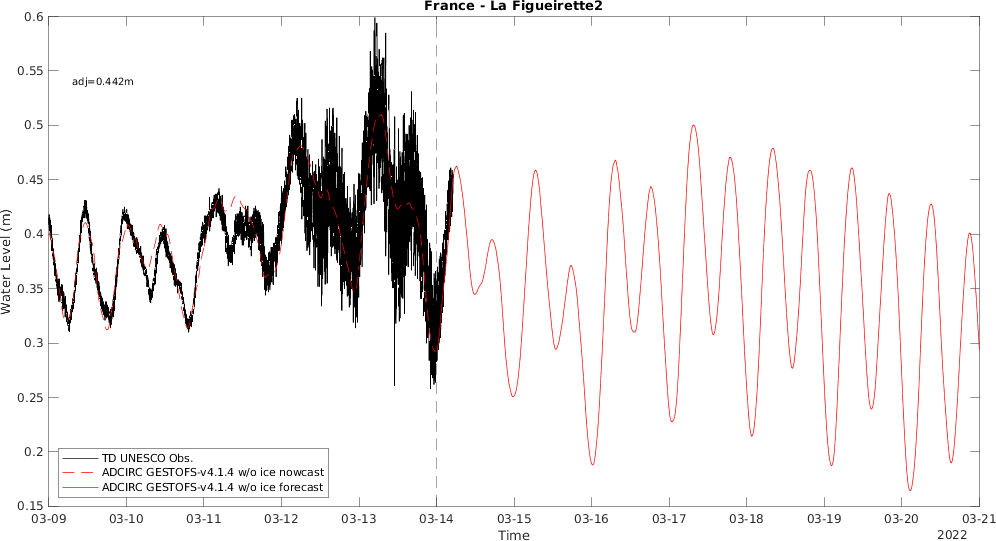 France - La Figueirette2
0.6
0.55
0.5
0.45
0.4
0.35
0.3
0.25
0.2
0.15
Water Level (m)
adj=0.442m
TD UNESCO Obs.
ADCIRC GESTOFS-v4.1.4 w/o ice nowcast
ADCIRC GESTOFS-v4.1.4 w/o ice forecast
03-09 03-10 03-11 03-12 03-13 03-14 03-15 03-16 03-17 03-18 03-19 03-20 03-21
Time
2022